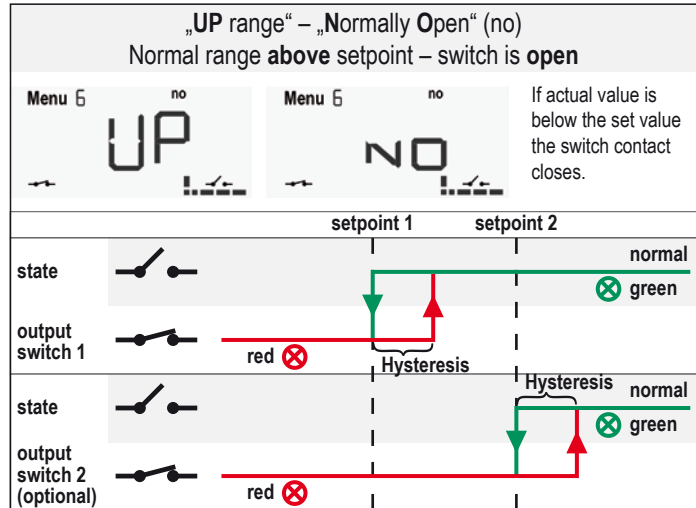 „UP range“ – „Normally Open“ (no)
Normal range above setpoint – switch is open
Menu 6 no
UP
Menu 6 no
NO
If actual value is
below the set value
the switch contact
closes.
setpoint 1 setpoint 2
state
normal
green
output
switch 1
red
Hysteresis
state
Hysteresis
normal
green
output
switch 2
(optional)
red